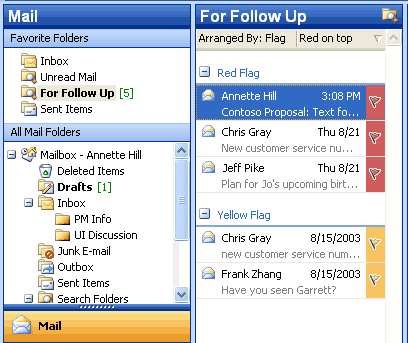 Mail
Favorite Folders
Inbox
Unread Mail
For Follow Up [5]
Sent Items
All Mail Folders
Mailbox - Annette Hill
Deleted Items
Drafts [1]
Inbox
PM Info
UI Discussion
Junk E-mail
Outbox
Sent Items
Search Folders
Mail
For Follow Up
Arranged By: Flag Red on top
Red Flag
Annette Hill 3:08 PM
Contoso Proposal: Text fo...
Chris Gray Thu 8/21
New customer service num...
Jeff Pike Thu 8/21
Plan for Jo's upcoming birt...
Yellow Flag
Chris Gray 8/15/2003
new customer service num...
Frank Zhang 8/15/2003
Have you seen Garrett?